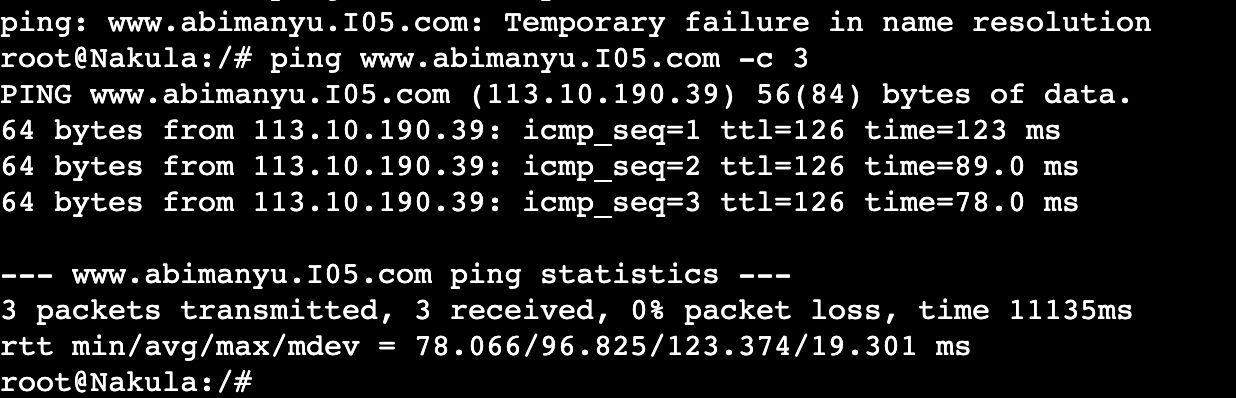 ping: www.abimanyu.I05.com: Temporary failure in name resolution
root@Nakula:/# ping www.abimanyu.I05.com -c 3
PING www.abimanyu.I05.com (113.10.190.39) 56(84) bytes of data.
64 bytes from 113.10.190.39: icmp_seq=1 ttl=126 time=123 ms
64 bytes from 113.10.190.39: icmp_seq=2 ttl=126 time=89.0 ms
64 bytes from 113.10.190.39: icmp_seq=3 ttl=126 time=78.0 ms

--- www.abimanyu.I05.com ping statistics ---
3 packets transmitted, 3 received, 0% packet loss, time 11135ms
rtt min/avg/max/mdev = 78.066/96.825/123.374/19.301 ms
root@Nakula:/#